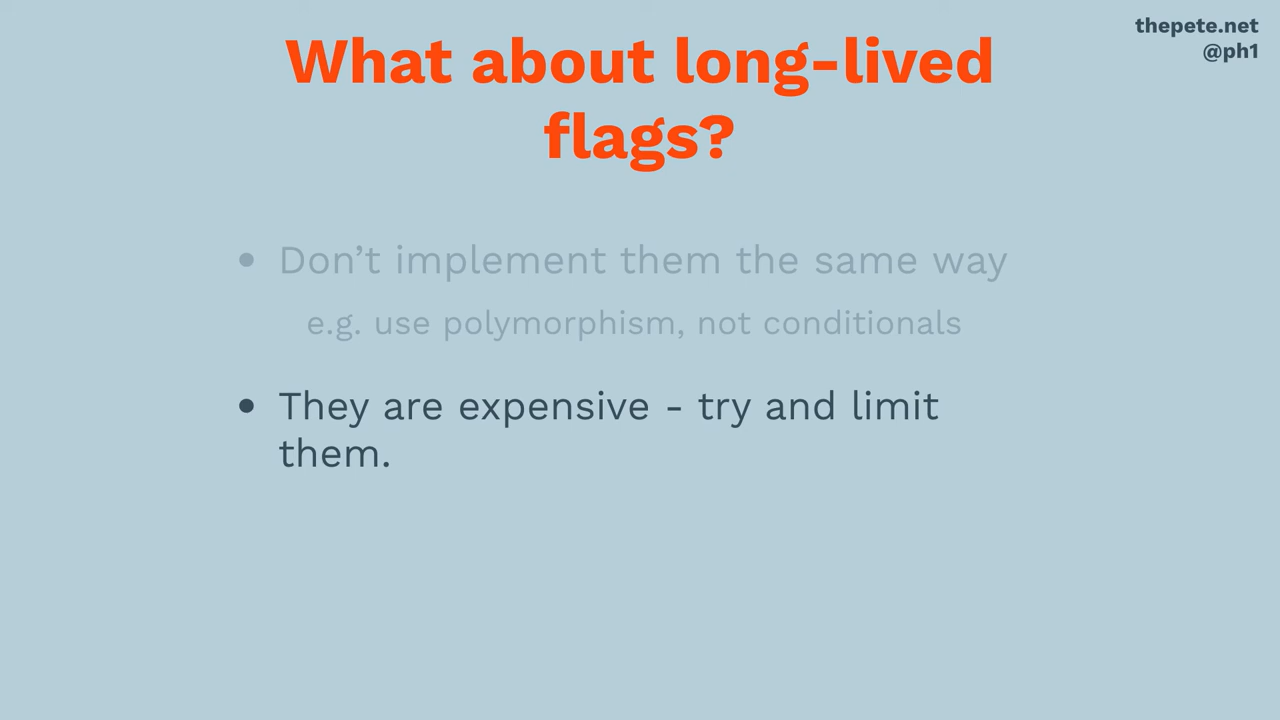 thepete.net
@ph1
What about long-lived
flags?
• Don’t implement them the same way
e.g. use polymorphism, not conditionals
• They are expensive - try and limit
them.